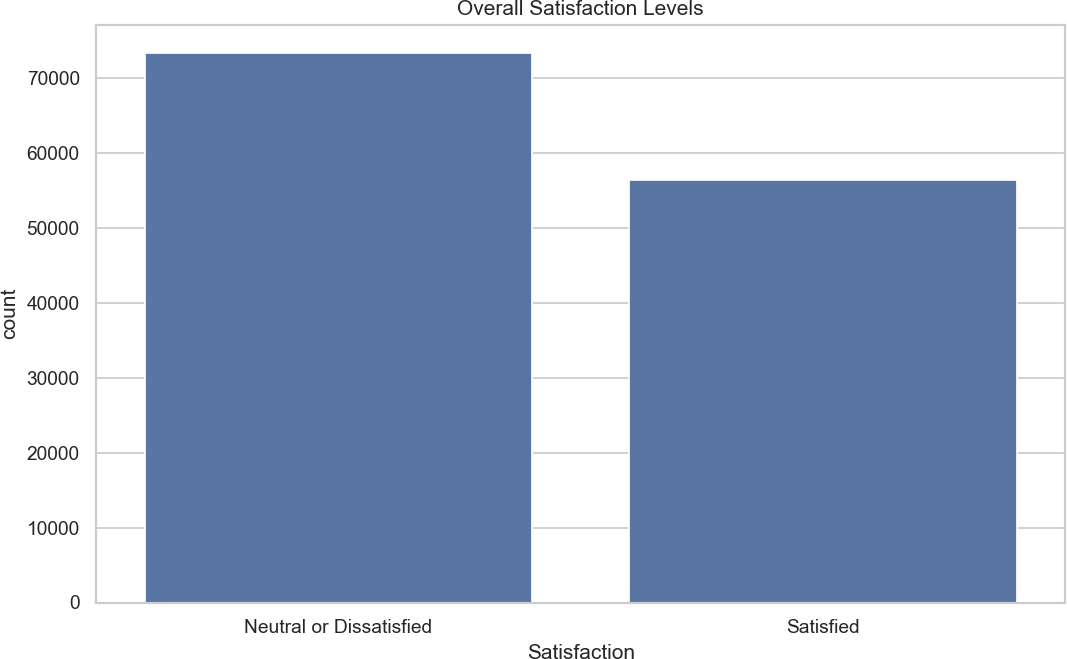 Overall Satisfaction Levels
70000
60000
50000
40000
30000
20000
10000
0
count
Neutral or Dissatisfied
Satisfied
Satisfaction